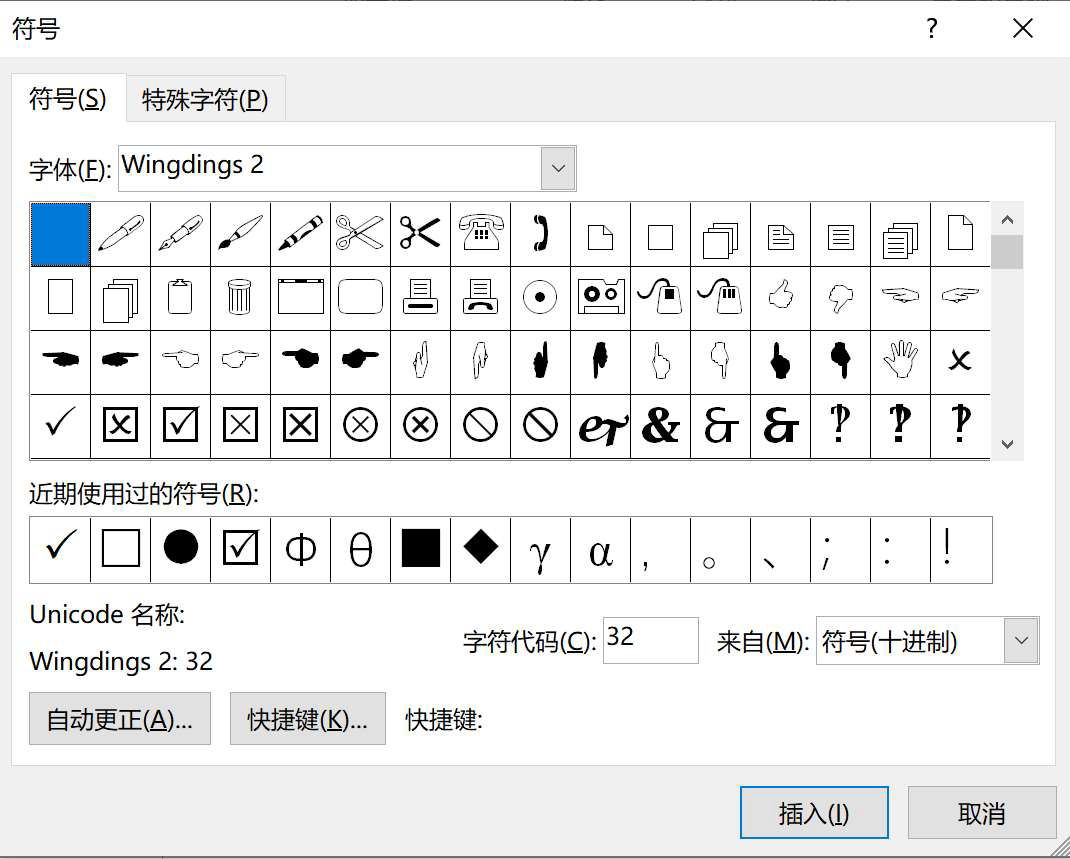 符号
?
符号(S) 特殊字符(P)
字体(F): Wingdings 2
& & & & ‽ ‽ ‽
近期使用过的符号(R):
✓ □ ● ☑ Φ θ ■ ◆ γ α , 。 、 ; : !
Unicode 名称:
字符代码(C): 32 来自(M): 符号(十进制)
Wingdings 2: 32
自动更正(A)... 快捷键(K)... 快捷键:
插入(I) 取消